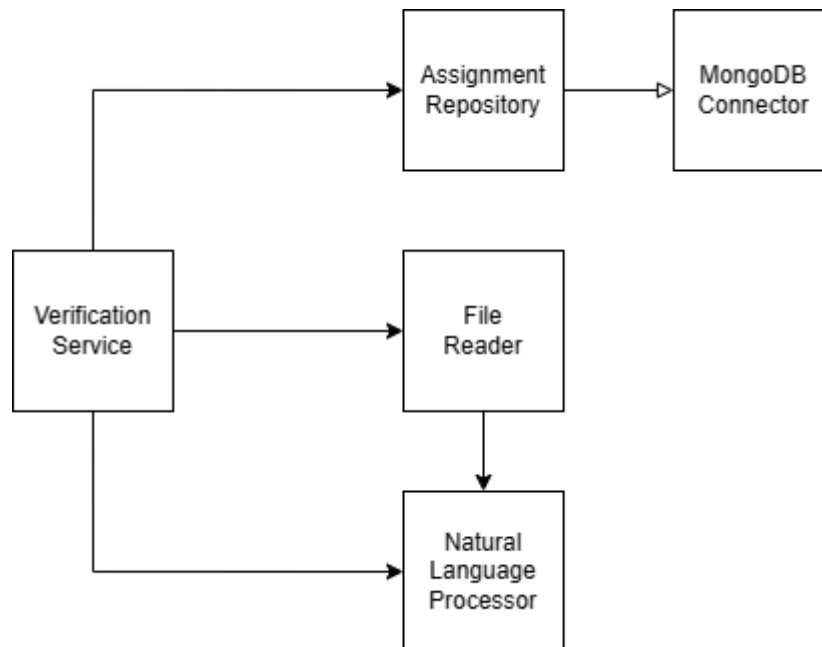 Assignment
Repository
MongoDB
Connector
Verification
Service
File
Reader
Natural
Language
Processor